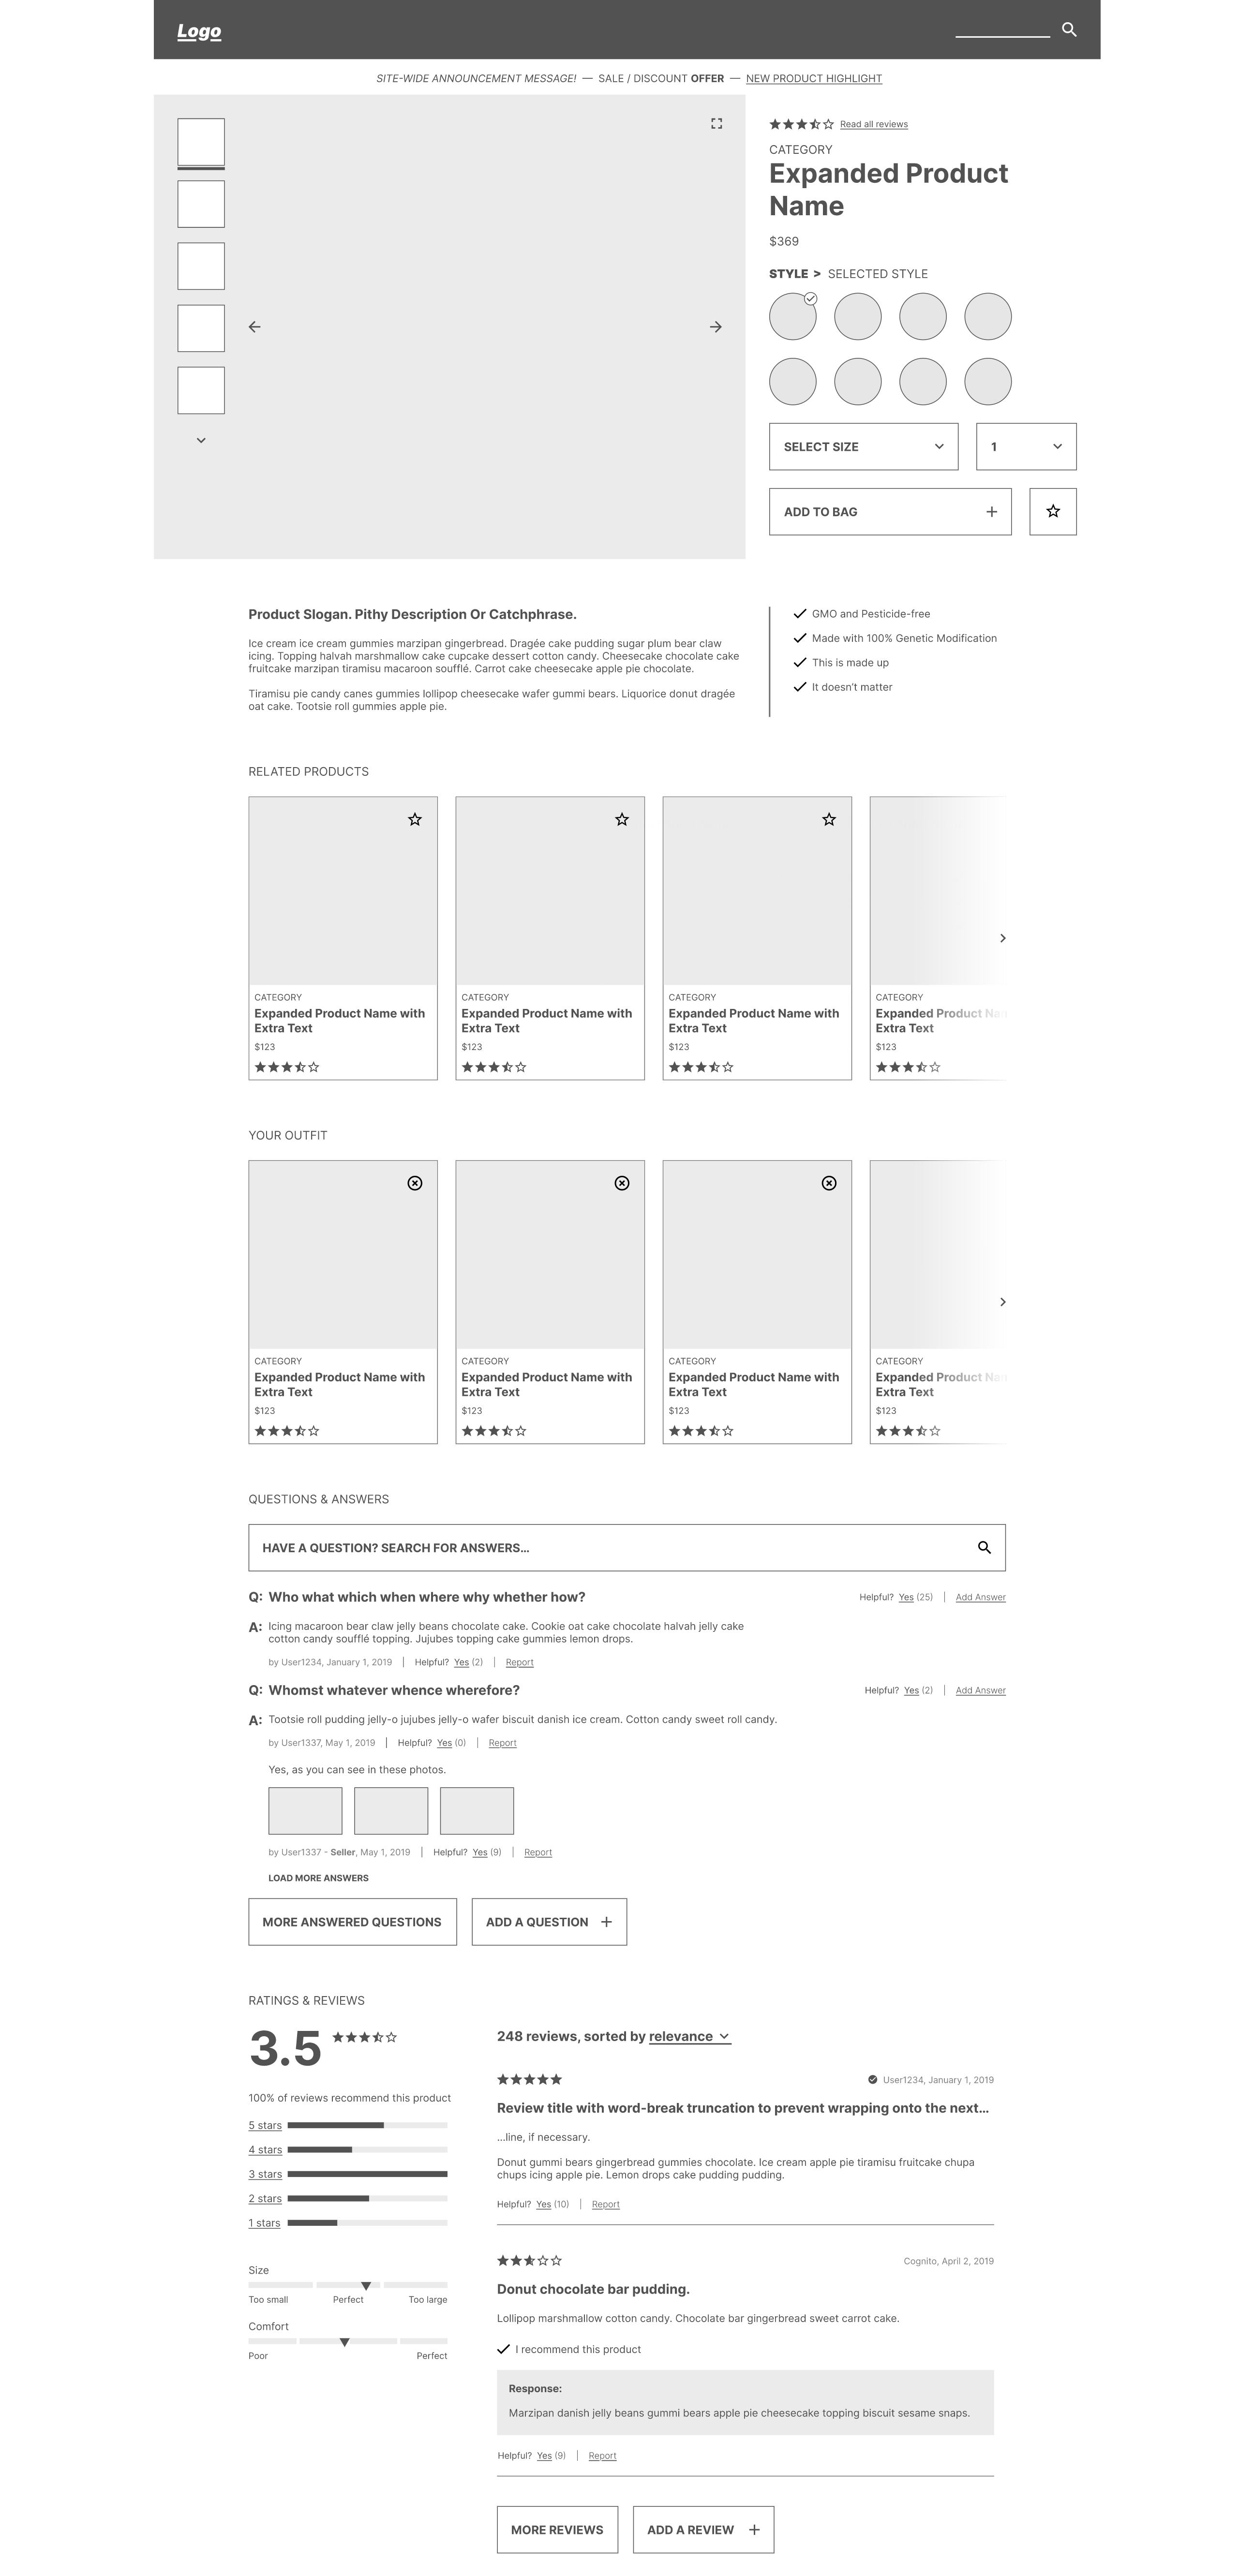 Logo
SITE-WIDE ANNOUNCEMENT MESSAGE! — SALE / DISCOUNT OFFER — NEW PRODUCT HIGHLIGHT
Read all reviews
CATEGORY
Expanded Product
Name
$369
STYLE > SELECTED STYLE
SELECT SIZE
1
ADD TO BAG
Product Slogan. Pithy Description Or Catchphrase.
Ice cream ice cream gummies marzipan gingerbread. Dragée cake pudding sugar plum bear claw
icing. Topping halvah marshmallow cake cupcake dessert cotton candy. Cheesecake chocolate cake
fruitcake marzipan tiramisu macaroon soufflé. Carrot cake cheesecake apple pie chocolate.
Tiramisu pie candy canes gummies lollipop cheesecake wafer gummi bears. Liquorice donut dragée
oat cake. Tootsie roll gummies apple pie.
GMO and Pesticide-free
Made with 100% Genetic Modification
This is made up
It doesn't matter
RELATED PRODUCTS
CATEGORY
Expanded Product Name with
Extra Text
$123
CATEGORY
Expanded Product Name with
Extra Text
$123
CATEGORY
Expanded Product Name with
Extra Text
$123
CATEGORY
Expanded Product Na
Extra Text
$123
YOUR OUTFIT
CATEGORY
Expanded Product Name with
Extra Text
$123
CATEGORY
Expanded Product Name with
Extra Text
$123
CATEGORY
Expanded Product Name with
Extra Text
$123
CATEGORY
Expanded Product Na
Extra Text
$123
QUESTIONS & ANSWERS
HAVE A QUESTION? SEARCH FOR ANSWERS…
Q: Who what which when where why whether how?
Helpful? Yes (25) | Add Answer
A: Icing macaroon bear claw jelly beans chocolate cake. Cookie oat cake chocolate halvah jelly cake
cotton candy soufflé topping. Jujubes topping cake gummies lemon drops.
by User1234, January 1, 2019 | Helpful? Yes (2) | Report
Q: Whomst whatever whence wherefore?
Helpful? Yes (2) | Add Answer
A: Tootsie roll pudding jelly-o jujubes jelly-o wafer biscuit danish ice cream. Cotton candy sweet roll candy.
by User1337, May 1, 2019 | Helpful? Yes (0) | Report
Yes, as you can see in these photos.
by User1337 - Seller, May 1, 2019 | Helpful? Yes (9) | Report
LOAD MORE ANSWERS
MORE ANSWERED QUESTIONS
ADD A QUESTION +
RATINGS & REVIEWS
3.5
100% of reviews recommend this product
5 stars
4 stars
3 stars
2 stars
1 stars
Size
Too small Perfect Too large
Comfort
Poor Perfect
248 reviews, sorted by relevance
User1234, January 1, 2019
Review title with word-break truncation to prevent wrapping onto the next…
…line, if necessary.
Donut gummi bears gingerbread gummies chocolate. Ice cream apple pie tiramisu fruitcake chupa
chups icing apple pie. Lemon drops cake pudding pudding.
Helpful? Yes (10) | Report
Cognito, April 2, 2019
Donut chocolate bar pudding.
Lollipop marshmallow cotton candy. Chocolate bar gingerbread sweet carrot cake.
I recommend this product
Response:
Marzipan danish jelly beans gummi bears apple pie cheesecake topping biscuit sesame snaps.
Helpful? Yes (9) | Report
MORE REVIEWS
ADD A REVIEW +